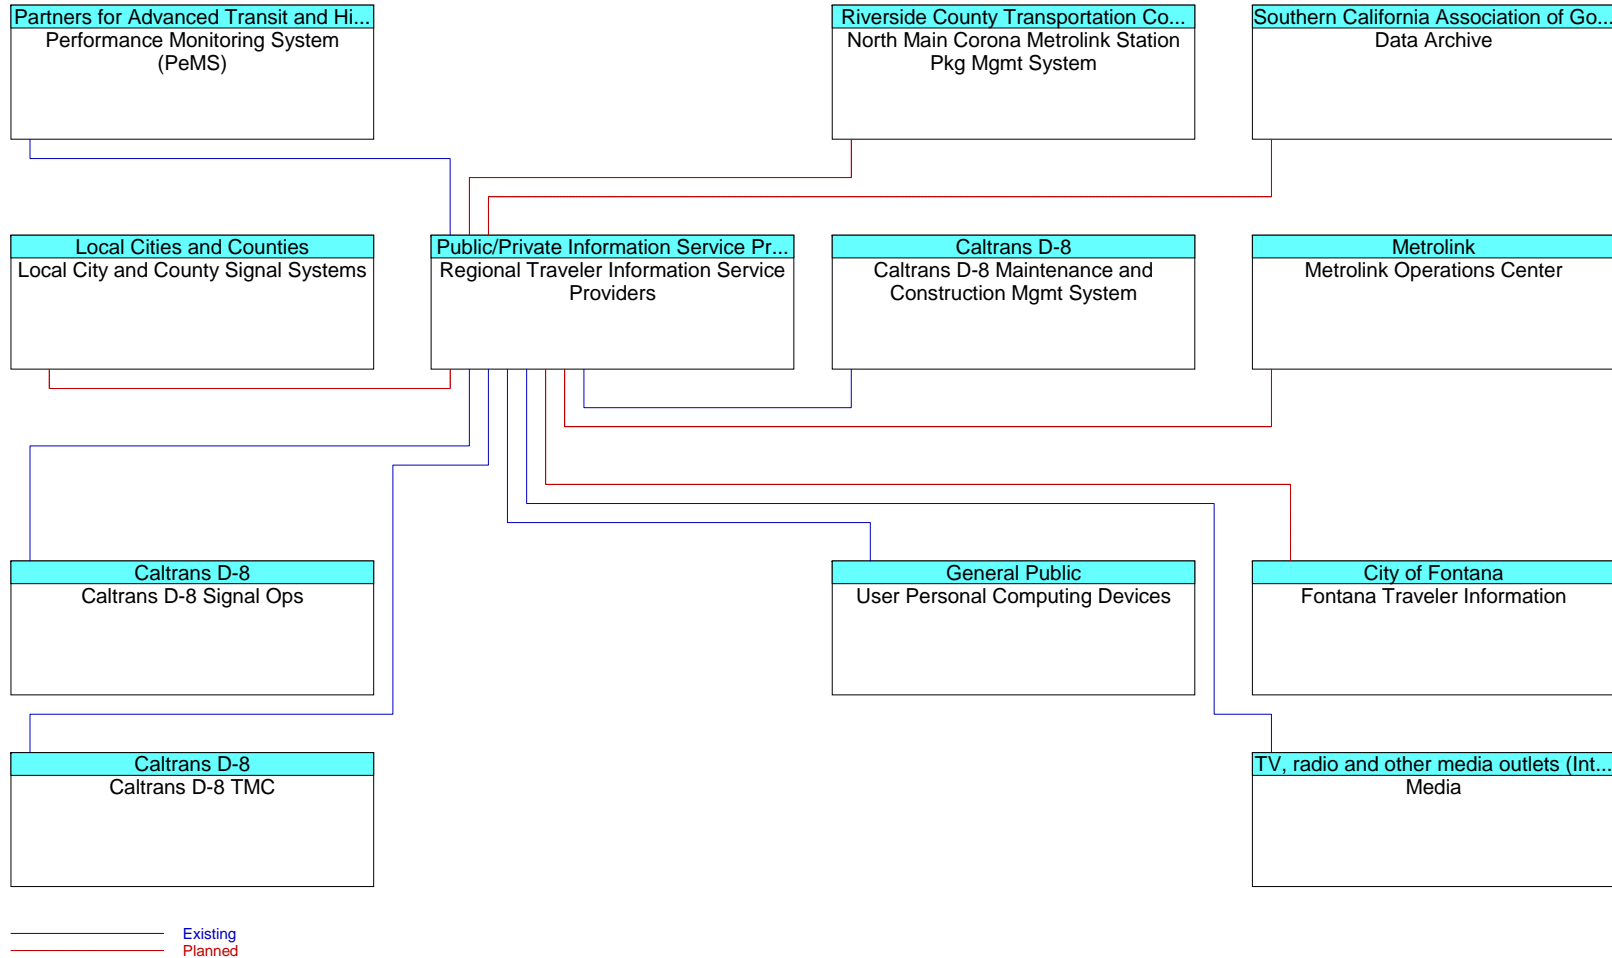 Partners for Advanced Transit and Hi...
Performance Monitoring System
(PeMS)
Riverside County Transportation Co...
North Main Corona Metrolink Station
Pkg Mgmt System
Southern California Association of Go...
Data Archive
Local Cities and Counties
Local City and County Signal Systems
Public/Private Information Service Pr...
Regional Traveler Information Service
Providers
Caltrans D-8
Caltrans D-8 Maintenance and
Construction Mgmt System
Metrolink
Metrolink Operations Center
Caltrans D-8
Caltrans D-8 Signal Ops
General Public
User Personal Computing Devices
City of Fontana
Fontana Traveler Information
Caltrans D-8
Caltrans D-8 TMC
TV, radio and other media outlets (Int...
Media
Existing
Planned